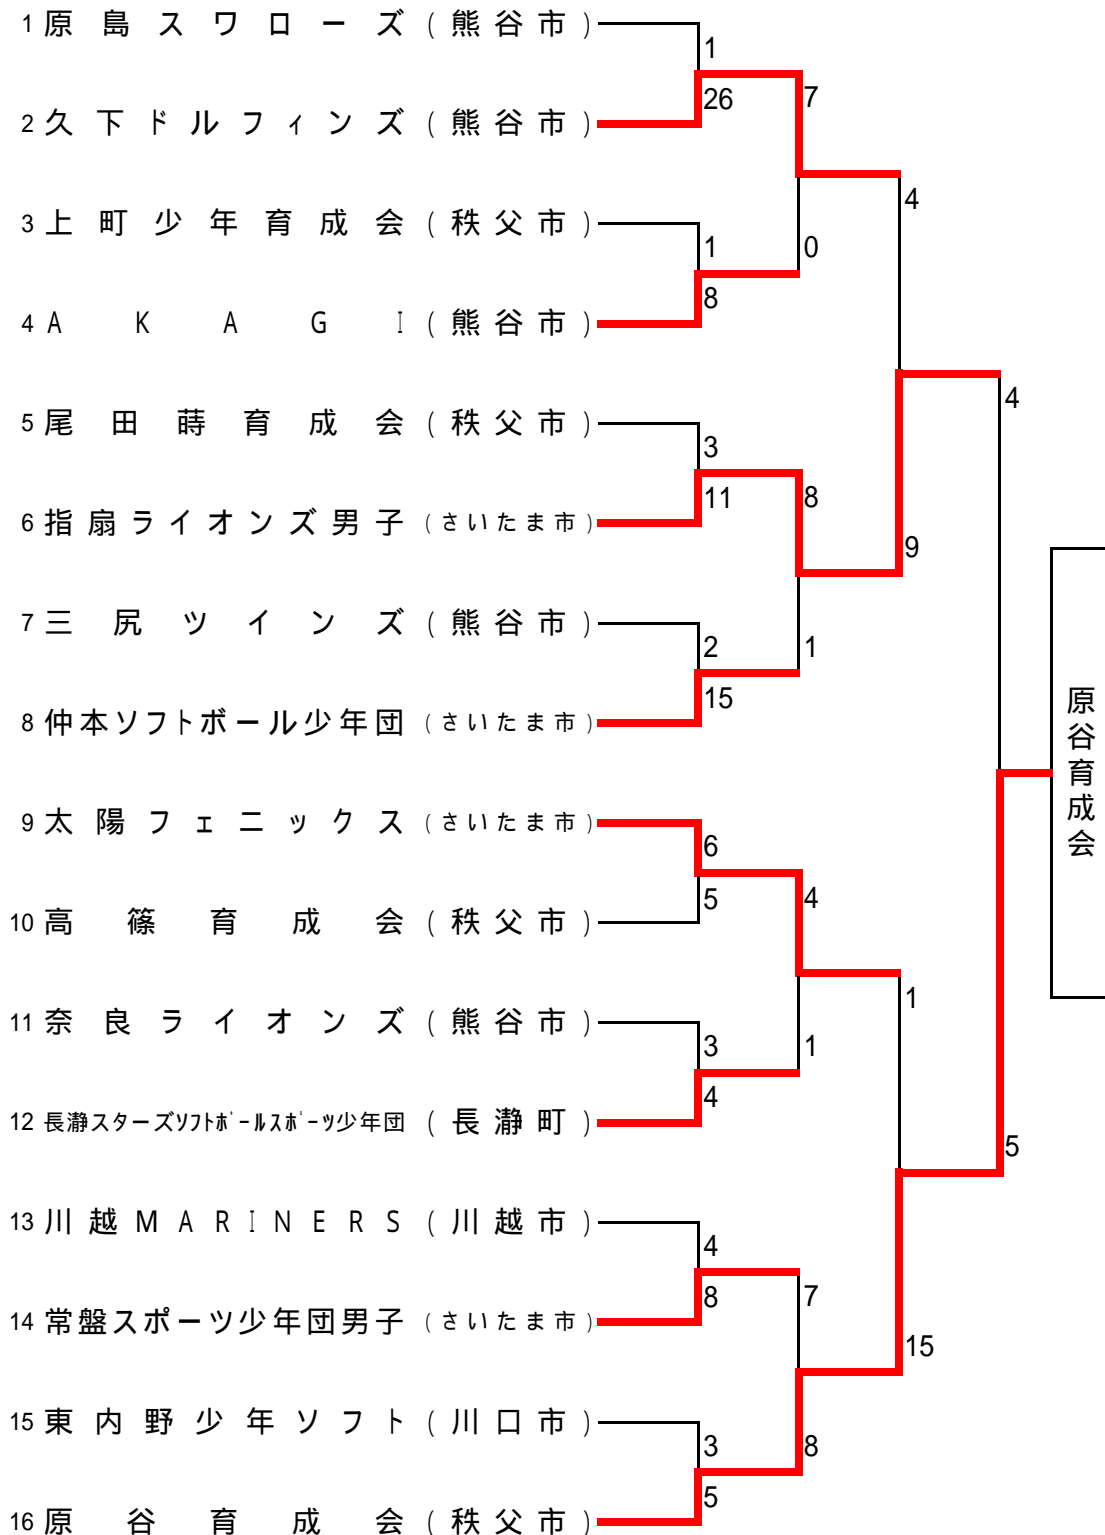 1 原島スワローズ (熊谷市)
1
26
7
2 久下ドルフィンズ (熊谷市)
4
3 上町少年育成会 (秩父市)
1
0
8
4 AKAGI (熊谷市)
4
5 尾田蒔育成会 (秩父市)
3
11
8
6 指扇ライオンズ男子 (さいたま市)
9
7 三尻ツインズ (熊谷市)
2
1
15
8 仲本ソフトボール少年団 (さいたま市)
原谷育成会
9 太陽フェニックス (さいたま市)
6
5
4
10 高篠育成会 (秩父市)
1
11 奈良ライオンズ (熊谷市)
3
1
4
12 長瀞スターズソフトボールスポーツ少年団 (長瀞町)
5
13 川越MARINERS (川越市)
4
8
7
14 常盤スポーツ少年団男子 (さいたま市)
15
15 東内野少年ソフト (川口市)
3
8
5
16 原谷育成会 (秩父市)